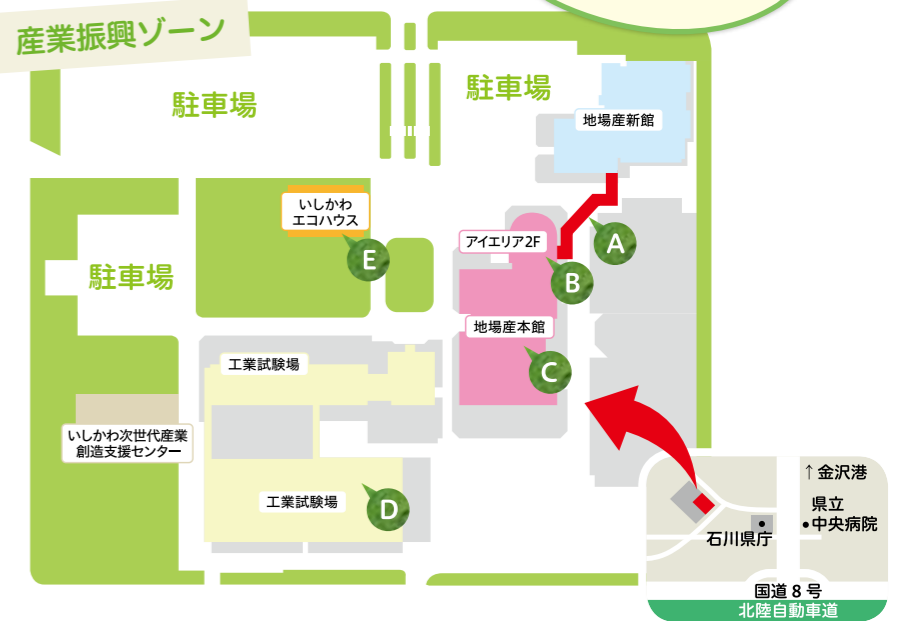 産業振興ゾーン
駐車場
駐車場
地場産新館
いしかわ
エコハウス
アイエリア2F
A
E
B
駐車場
地場産本館
工業試験場
C
いしかわ次世代産業
創造支援センター
工業試験場
D
↑金沢港
県立
•中央病院
石川県庁
国道8号
北陸自動車道